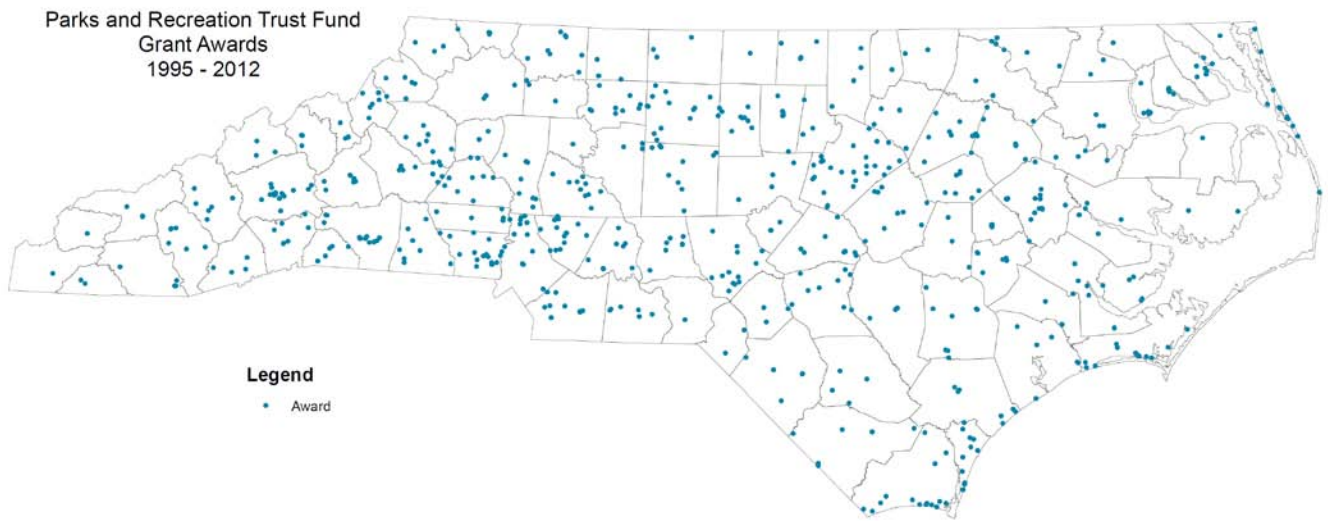 Parks and Recreation Trust Fund
Grant Awards
1995 - 2012
Legend
Award